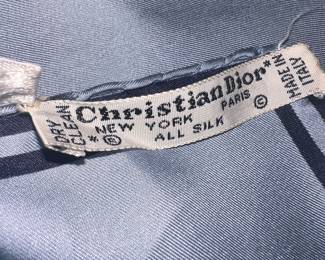 DRY CLEAN
Christian Dior*
NEW YORK PARIS ©
*® ALL SILK
MADE IN ITALY